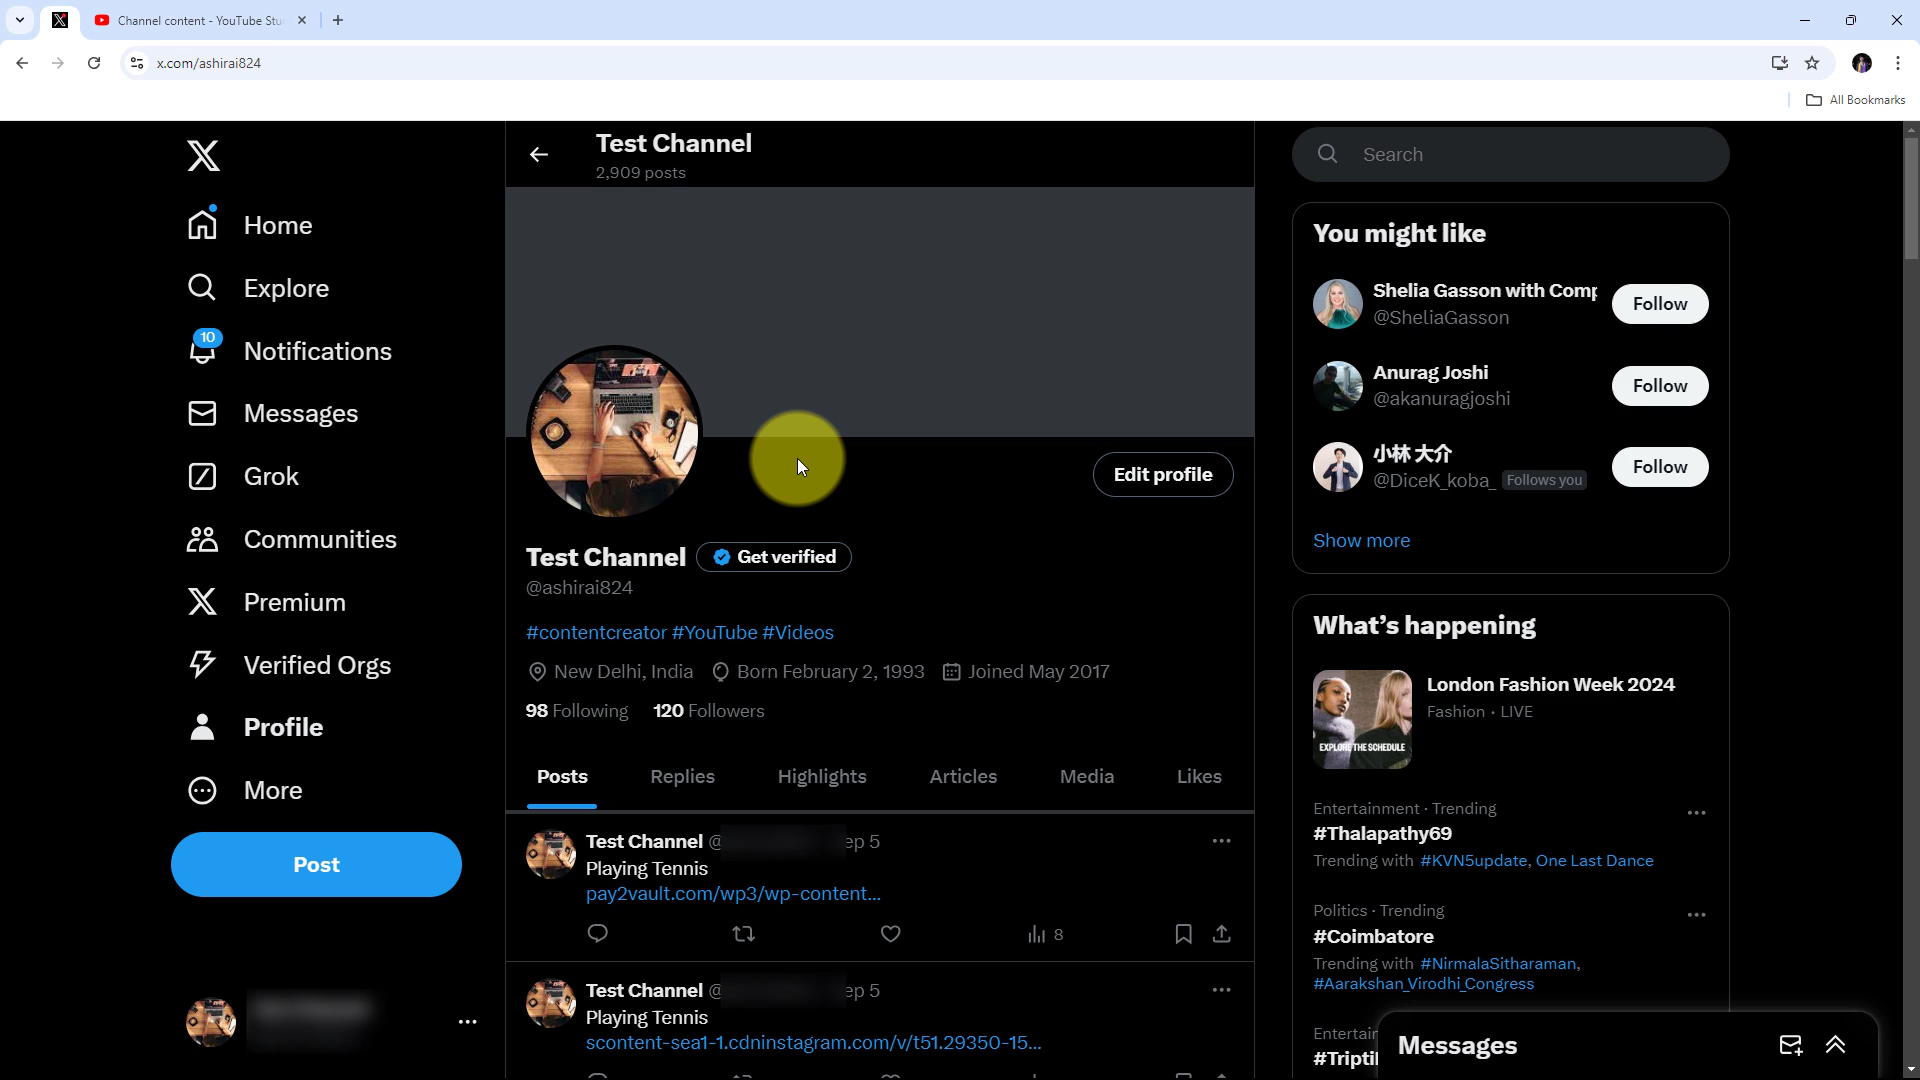 Channel content - YouTube Stu
x.com/ashirai824
All Bookmarks
Home
Explore
10
Notifications
Messages
Grok
Communities
Premium
Verified Orgs
Profile
More
Post
Test Channel
2,909 posts
Edit profile
Test Channel
Get verified
@ashirai824
#contentcreator #YouTube #Videos
New Delhi, India Born February 2, 1993 Joined May 2017
98 Following 120 Followers
Posts Replies Highlights Articles Media Likes
Test Channel @ ep 5
Playing Tennis
pay2vault.com/wp3/wp-content...
8
Test Channel @ ep 5
Playing Tennis
scontent-sea1-1.cdninstagram.com/v/t51.29350-15...
Search
You might like
Shelia Gasson with Comp
@SheliaGasson
Follow
Anurag Joshi
@akanuragjoshi
Follow
小林 大介
@DiceK_koba_ Follows you
Follow
Show more
What's happening
EXPLORE THE SCHEDULE
London Fashion Week 2024
Fashion · LIVE
Entertainment · Trending
#Thalapathy69
Trending with #KVN5update, One Last Dance
Politics · Trending
#Coimbatore
Trending with #NirmalaSitharaman,
#Aarakshan_Virodhi_Congress
Entertain
#Tripti
Messages